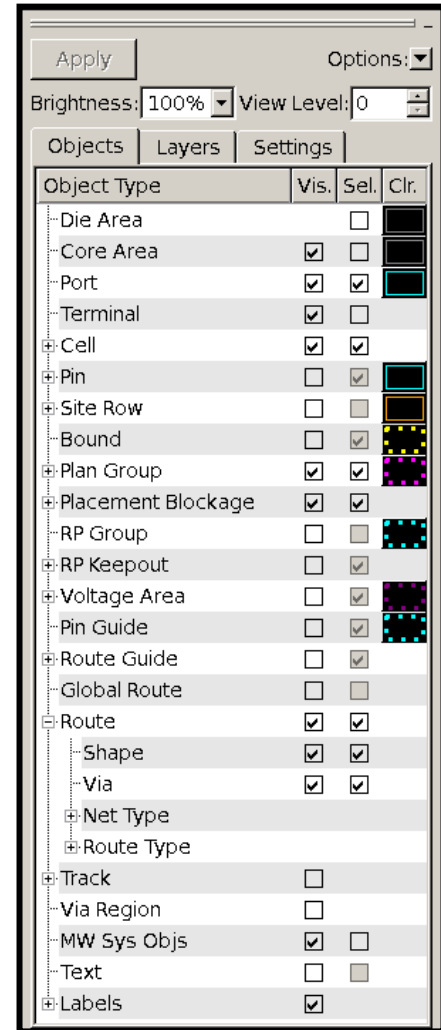 Apply Options:
Brightness: 100% View Level: 0
Objects Layers Settings
Object Type Vis. Sel. Clr.
Die Area
Core Area
Port
Terminal
Cell
Pin
Site Row
Bound
Plan Group
Placement Blockage
RP Group
RP Keepout
Voltage Area
Pin Guide
Route Guide
Global Route
Route
Shape
Via
Net Type
Route Type
Track
Via Region
MW Sys Objs
Text
Labels